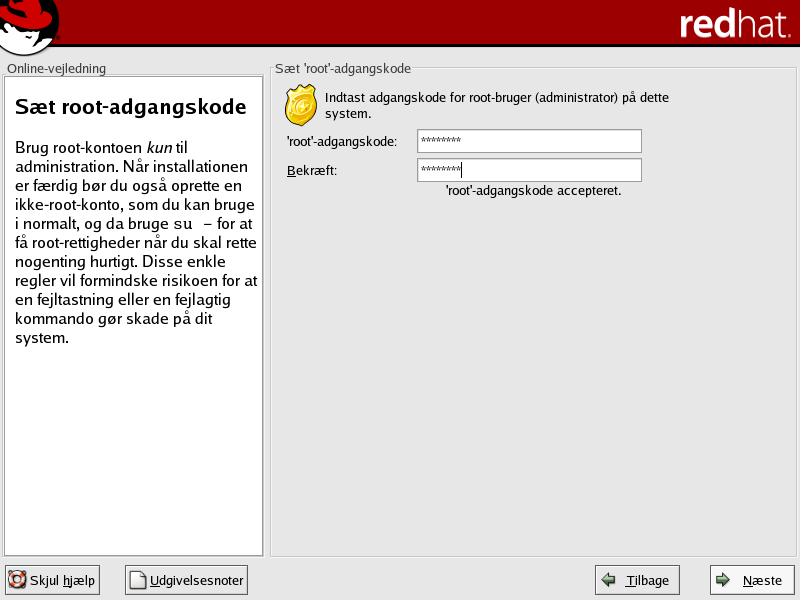 redhat.
Online-vejledning
Sæt root-adgangskode
Brug root-kontoen kun til
administration. Når installationen
er færdig bør du også oprette en
ikke-root-konto, som du kan bruge
i normalt, og da bruge su - for at
få root-rettigheder når du skal rette
nogenting hurtigt. Disse enkle
regler vil formindske risikoen for at
en fejltastning eller en fejlagtig
kommando gør skade på dit
system.
Sæt 'root'-adgangskode
Indtast adgangskode for root-bruger (administrator) på dette
system.
'root'-adgangskode: ********
Bekræft: ********
'root'-adgangskode accepteret.
Skjul hjælp
Udgivelsesnoter
Tilbage
Næste